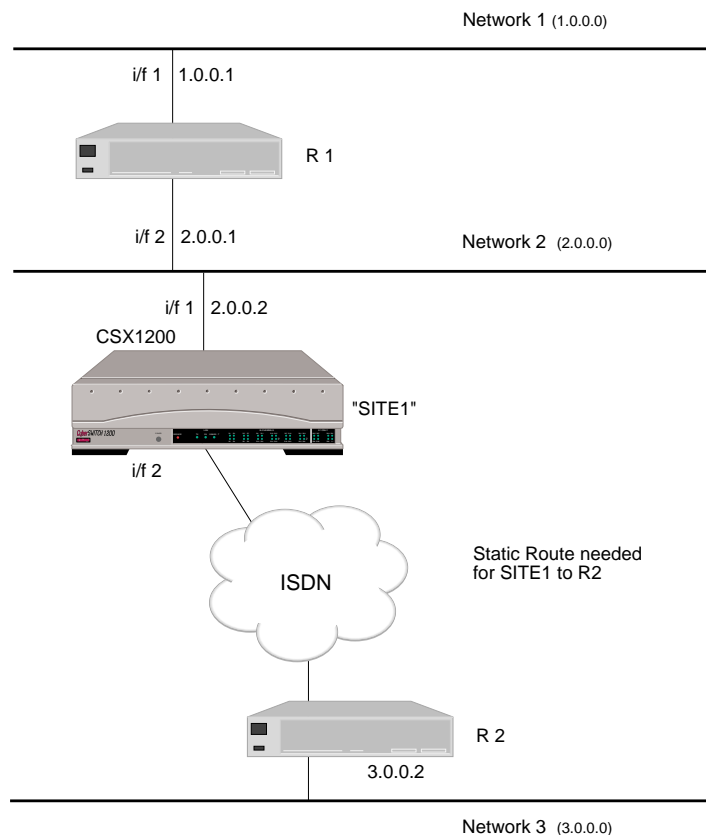 Network 1 (1.0.0.0)
i/f 1 1.0.0.1
R 1
i/f 2 2.0.0.1
Network 2 (2.0.0.0)
i/f 1 2.0.0.2
CSX1200
"SITE1"
CyberSWITCH 1200
i/f 2
Static Route needed
for SITE1 to R2
ISDN
R 2
3.0.0.2
Network 3 (3.0.0.0)